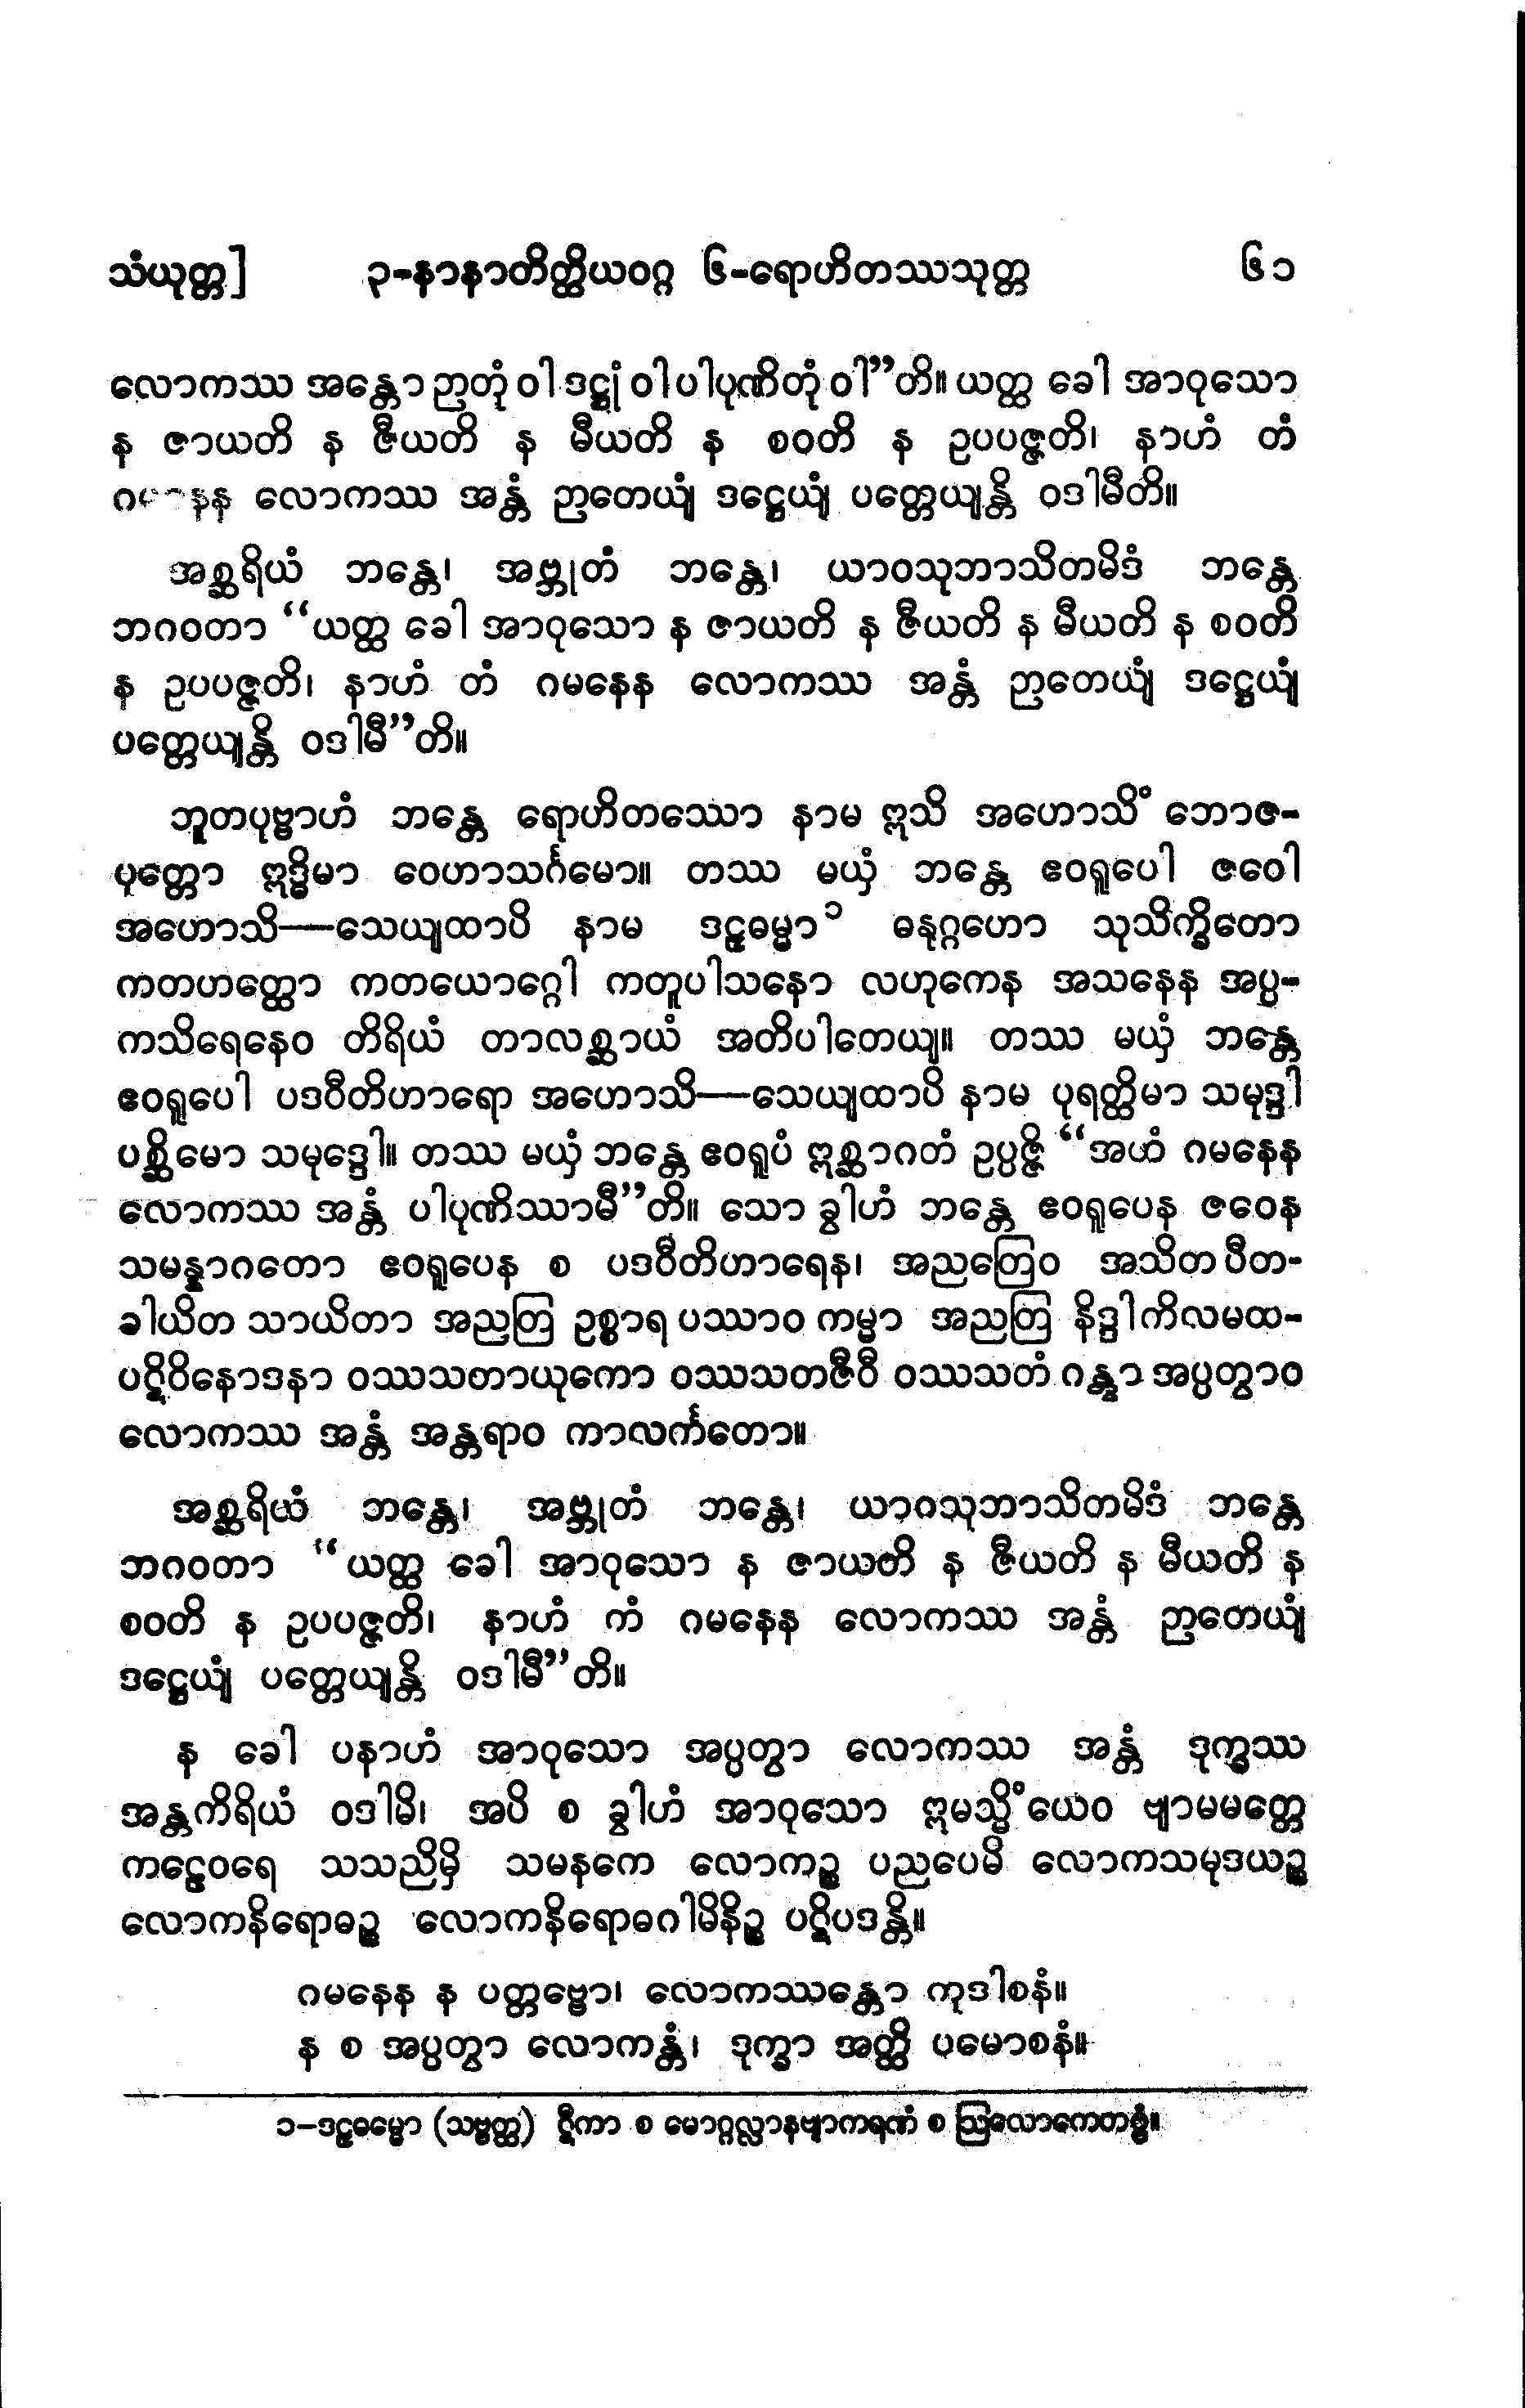 သံယုတ္တ] ၃-နာနာတိတ္ထိယဝဂ္ဂ ၆-ရောဟိတဿသုတ္တ ၆၁
လောကဿ အန္တော ဉာတုံ ဝါ ဒဋ္ဌုံ ဝါ ပါပုဏိတုံ ဝါ”တိ။ ယတ္ထ ခေါ အာဝုသော
န ဇာယတိ န ဇီယတိ န မီယတိ န စဝတိ န ဥပပဇ္ဇတိ၊ နာဟံ တံ
လောကဿ အန္တံ ဉာတေယျံ ဒဋ္ဌေယျံ ပတ္တေယျန္တိ ဝဒါမီတိ။
အစ္ဆရိယံ ဘန္တေ၊ အဗ္ဘုတံ ဘန္တေ၊ ယာဝသုဘာသိတမိဒံ ဘန္တေ
ဘဂဝတာ “ယတ္ထ ခေါ အာဝုသော န ဇာယတိ န ဇီယတိ န မီယတိ န စဝတိ
န ဥပပဇ္ဇတိ၊ နာဟံ တံ ဂမနေန လောကဿ အန္တံ ဉာတေယျံ ဒဋ္ဌေယျံ
ပတ္တေယျန္တိ ဝဒါမီ”တိ။
ဘူတပုဗ္ဗာဟံ ဘန္တေ ရောဟိတဿော နာမ ဣသိ အဟောသိံ ဘောဇ-
ပုတ္တော ဣဒ္ဓိမာ ဝေဟာသင်္ဂမော။ တဿ မယှံ ဘန္တေ ဧဝရူပေါ ဇဝေါ
အဟောသိ—သေယျထာပိ နာမ ဒဠှဓမ္မာ ၁ ဓနုဂ္ဂဟော သုသိက္ခိတော
ကတဟတ္ထော ကတယောဂ္ဂေါ ကတူပါသနော လဟုကေန အသနေန အပ္ပ-
ကသိရေနေဝ တိရိယံ တာလစ္ဆာယံ အတိပါတေယျ။ တဿ မယှံ ဘန္တေ
ဧဝရူပေါ ပဒဝီတိဟာရော အဟောသိ—သေယျထာပိ နာမ ပုရတ္ထိမာ သမုဒ္ဒါ
ပစ္ဆိမော သမုဒ္ဒေါ။ တဿ မယှံ ဘန္တေ ဧဝရူပံ ဣစ္ဆာဂတံ ဥပ္ပဇ္ဇိ “အဟံ ဂမနေန
လောကဿ အန္တံ ပါပုဏိဿာမီ”တိ။ သော ခွါဟံ ဘန္တေ ဧဝရူပေန ဇဝေန
သမန္နာဂတော ဧဝရူပေန စ ပဒဝီတိဟာရေန၊ အညတြေဝ အသိတ ပီတ-
ခါယိတ သာယိတာ အညတြ ဥစ္စာရ ပဿာဝ ကမ္မာ အညတြ နိဒ္ဒါကိလမထ-
ပဋိဝိနောဒနာ ဝဿသတာယုကော ဝဿသတဇီဝီ ဝဿသတံ ဂန္တွာ အပ္ပတွာဝ
လောကဿ အန္တံ အန္တရာဝ ကာလင်္ကတော။
အစ္ဆရိယံ ဘန္တေ၊ အဗ္ဘုတံ ဘန္တေ၊ ယာဝသုဘာသိတမိဒံ ဘန္တေ
ဘဂဝတာ “ယတ္ထ ခေါ အာဝုသော န ဇာယတိ န ဇီယတိ န မီယတိ န
စဝတိ န ဥပပဇ္ဇတိ၊ နာဟံ ကံ ဂမနေန လောကဿ အန္တံ ဉာတေယျံ
ဒဋ္ဌေယျံ ပတ္တေယျန္တိ ဝဒါမီ”တိ။
န ခေါ ပနာဟံ အာဝုသော အပ္ပတွာ လောကဿ အန္တံ ဒုက္ခဿ
အန္တကိရိယံ ဝဒါမိ၊ အပိ စ ခွါဟံ အာဝုသော ဣမသ္မိံယေဝ ဗျာမမတ္တေ
ကဠေဝရေ သသညိမှိ သမနကေ လောကဉ္စ ပညပေမိ လောကသမုဒယဉ္စ
လောကနိရောဓဉ္စ လောကနိရောဓဂါမိနိဉ္စ ပဋိပဒန္တိ။
ဂမနေန န ပတ္တဗ္ဗော၊ လောကဿန္တော ကုဒါစနံ။
န စ အပ္ပတွာ လောကန္တံ၊ ဒုက္ခာ အတ္ထိ ပမောစနံ။
၁-ဒဠှဓမ္မော (သဗ္ဗတ္ထ) ဋီကာ စ မောဂ္ဂလ္လာနဗျာကရဏံ စ ဩလောကေတဗ္ဗံ။